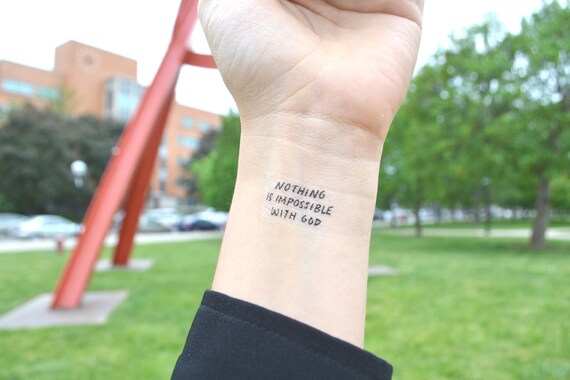 NOTHING
IS IMPOSSIBLE
WITH GOD